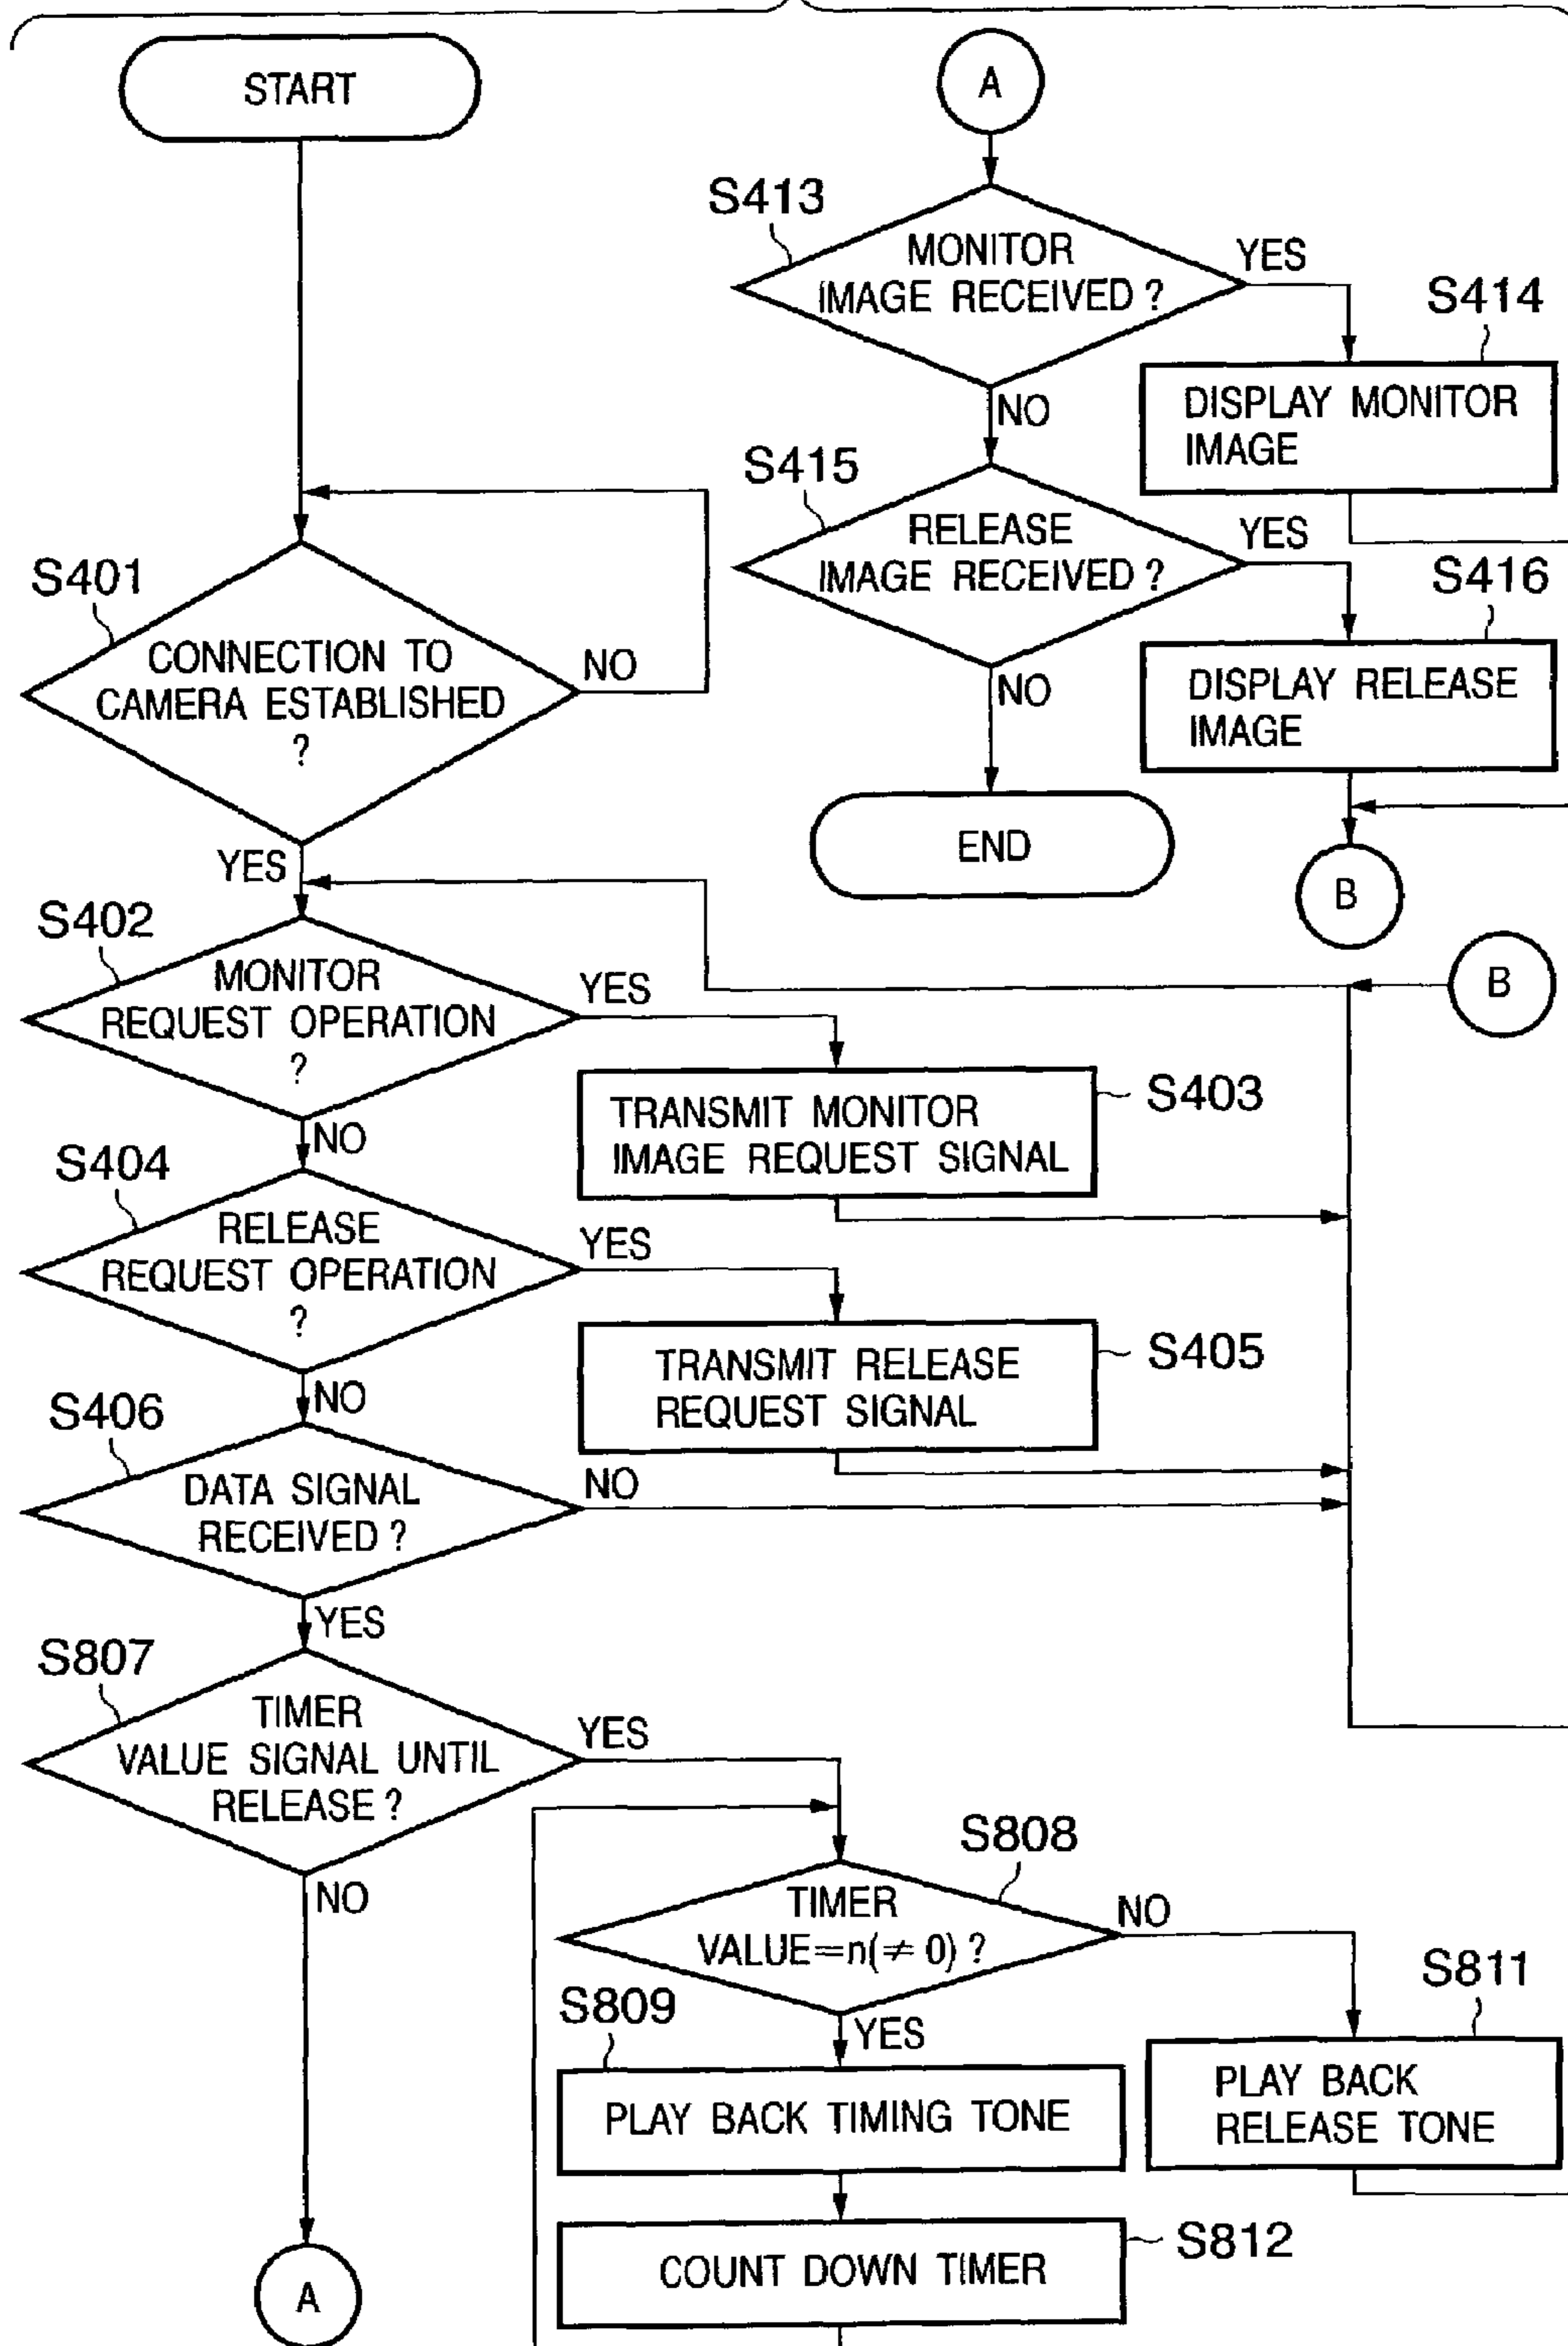 START
S401
CONNECTION TO
CAMERA ESTABLISHED
?
NO
YES
S402
MONITOR
REQUEST OPERATION
?
YES
S403
TRANSMIT MONITOR
IMAGE REQUEST SIGNAL
NO
S404
RELEASE
REQUEST OPERATION
?
YES
S405
TRANSMIT RELEASE
REQUEST SIGNAL
NO
S406
DATA SIGNAL
RECEIVED ?
NO
YES
S807
TIMER
VALUE SIGNAL UNTIL
RELEASE ?
YES
NO
A
S808
TIMER
VALUE=n(≠ 0) ?
NO
YES
S809
PLAY BACK TIMING TONE
S811
PLAY BACK
RELEASE TONE
S812
COUNT DOWN TIMER
A
S413
MONITOR
IMAGE RECEIVED ?
YES
S414
DISPLAY MONITOR
IMAGE
NO
S415
RELEASE
IMAGE RECEIVED ?
YES
S416
DISPLAY RELEASE
IMAGE
NO
END
B
B